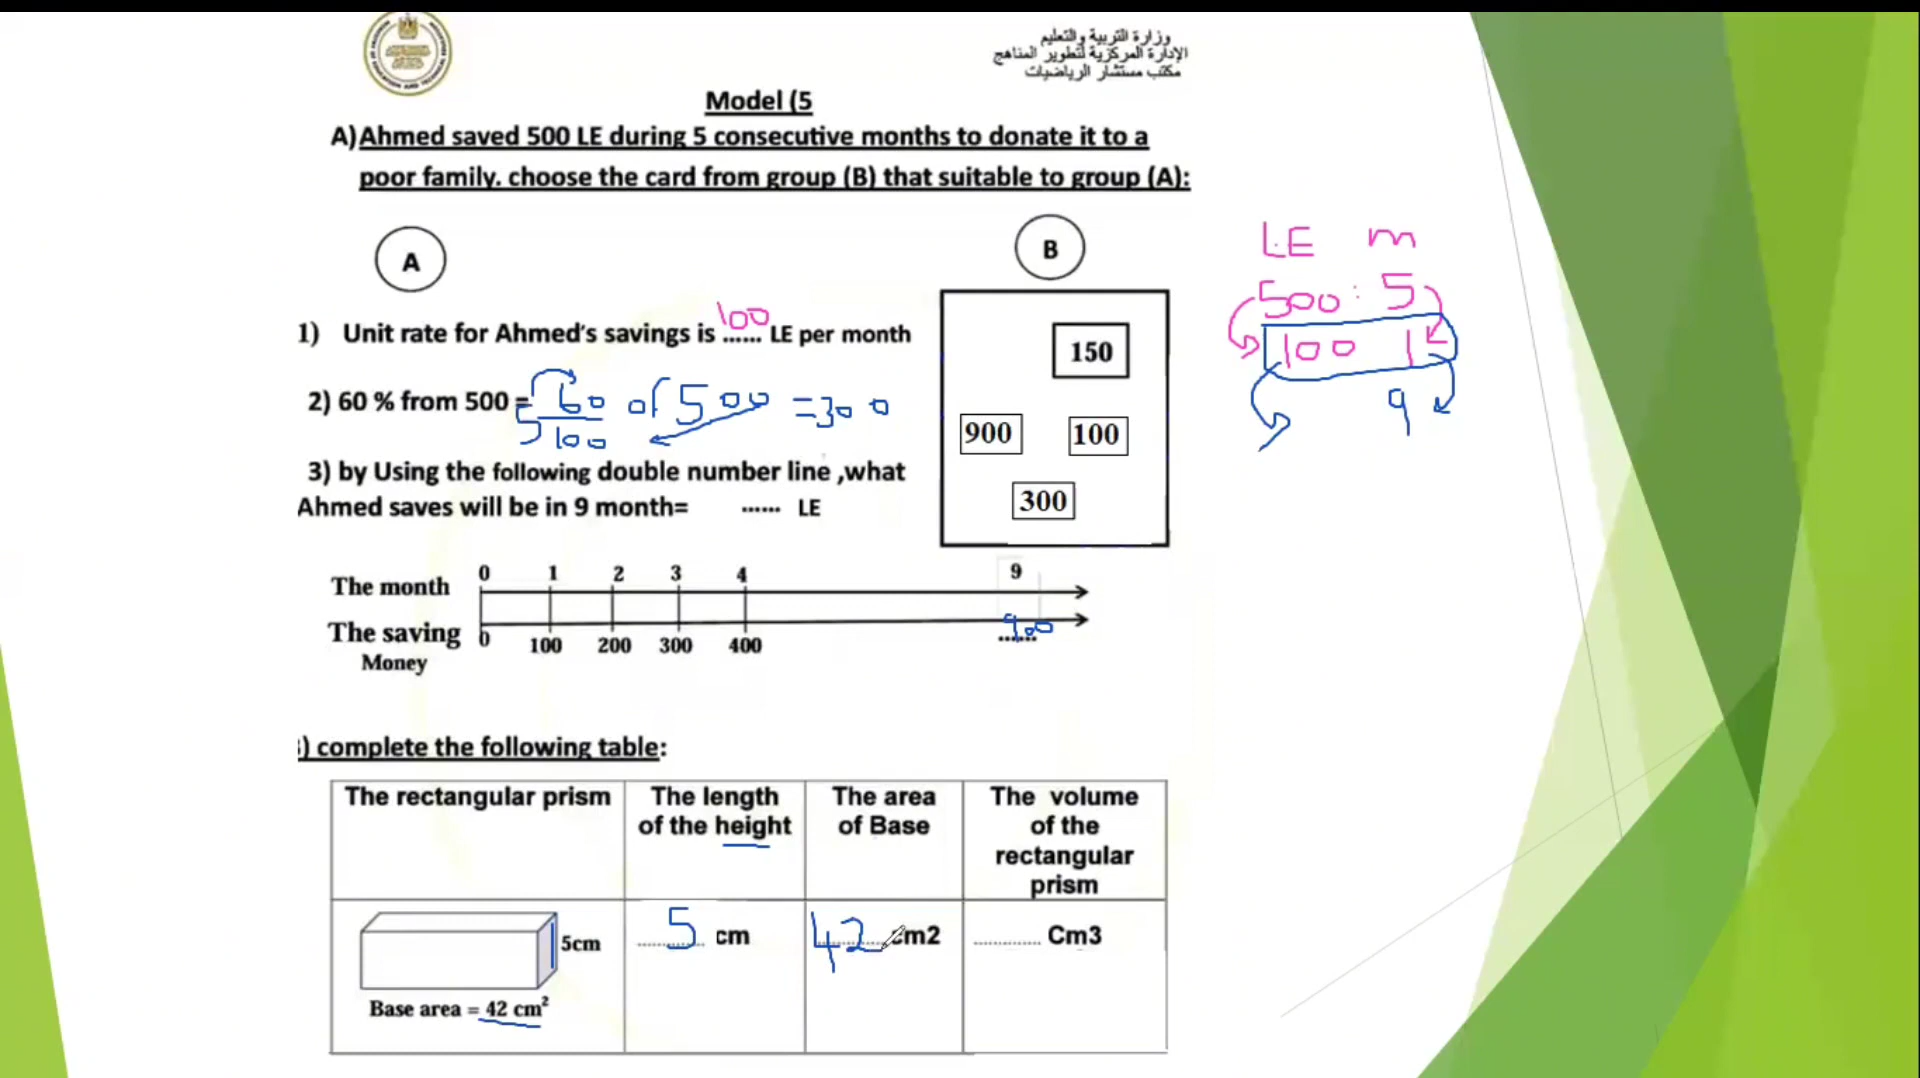 وزارة التربية والتعليم
الإدارة المركزية لتطوير المناهج
مكتب مستشار الرياضيات
Model (5
A)Ahmed saved 500 LE during 5 consecutive months to donate it to a
poor family. choose the card from group (B) that suitable to group (A):
A
B
LE m
500 : 5
100 1
9
1) Unit rate for Ahmed's savings is ...... LE per month
100
150
2) 60 % from 500 = 60 of 500 = 300
5 100
900 100
300
3) by Using the following double number line ,what
Ahmed saves will be in 9 month= ...... LE
The month 0 1 2 3 4 9
The saving 0 100 200 300 400 ......
900
Money
) complete the following table:
The rectangular prism
The length
of the height
The area
of Base
The volume
of the
rectangular
prism
5cm
Base area = 42 cm²
5 cm
42 cm2
............ Cm3